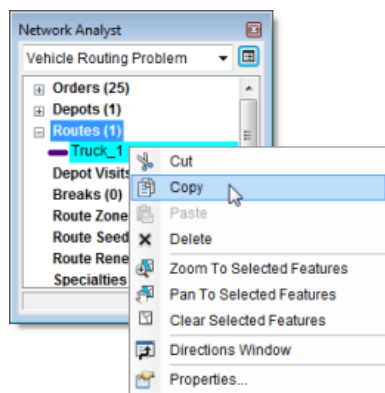 Network Analyst
Vehicle Routing Problem
Orders (25)
Depots (1)
Routes (1)
Truck_1
Depot Visits
Breaks (0)
Route Zone
Route Seed
Route Rene
Specialties
Cut
Copy
Paste
Delete
Zoom To Selected Features
Pan To Selected Features
Clear Selected Features
Directions Window
Properties...